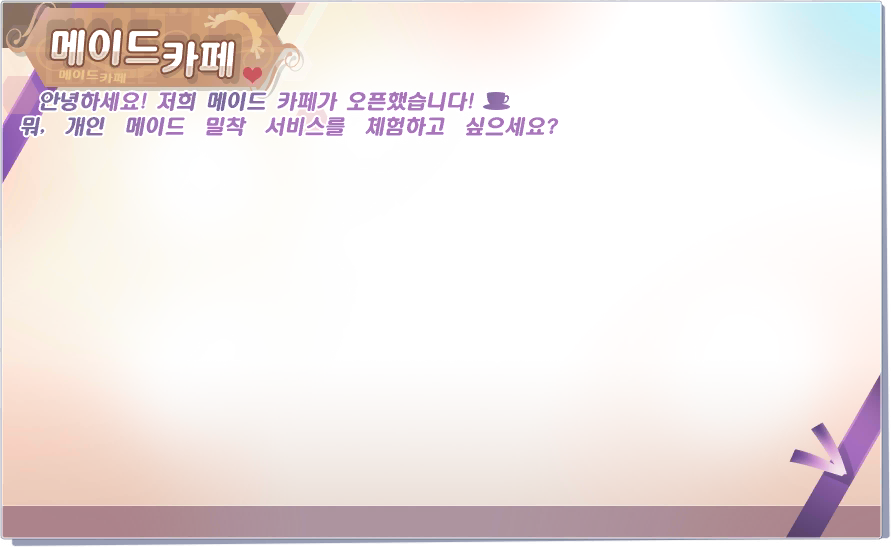 메이드카페
메이드카페
안녕하세요! 저희 메이드 카페가 오픈했습니다!
뭐, 개인 메이드 밀착 서비스를 체험하고 싶으세요?